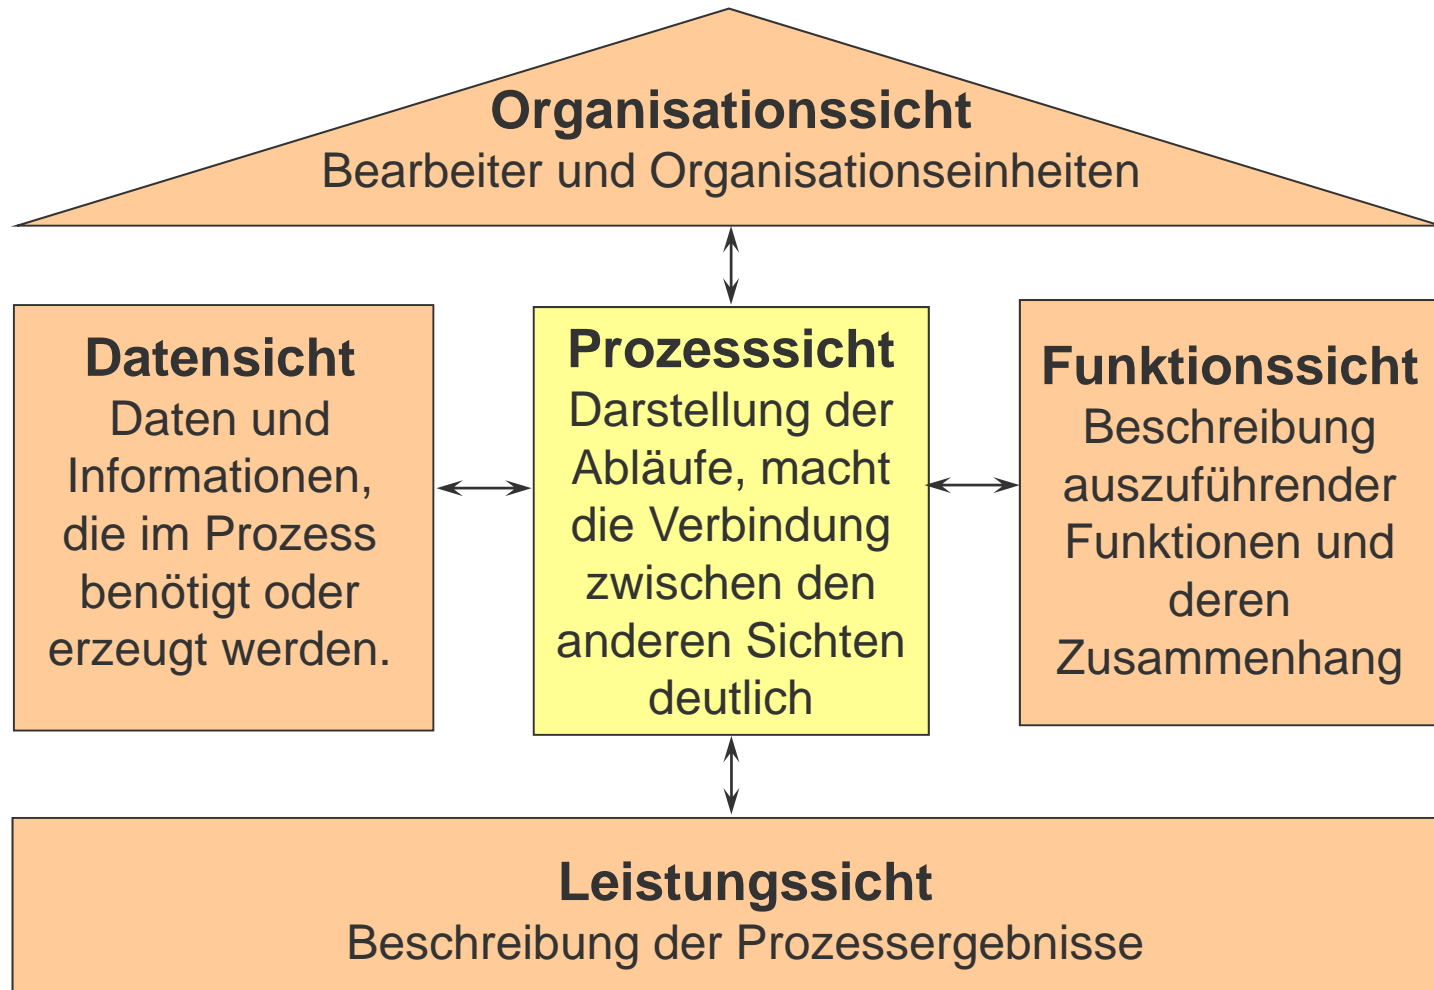 Organisationssicht
Bearbeiter und Organisationseinheiten
Datensicht
Daten und
Informationen,
die im Prozess
benötigt oder
erzeugt werden.
Prozesssicht
Darstellung der
Abläufe, macht
die Verbindung
zwischen den
anderen Sichten
deutlich
Funktionssicht
Beschreibung
auszuführender
Funktionen und
deren
Zusammenhang
Leistungssicht
Beschreibung der Prozessergebnisse